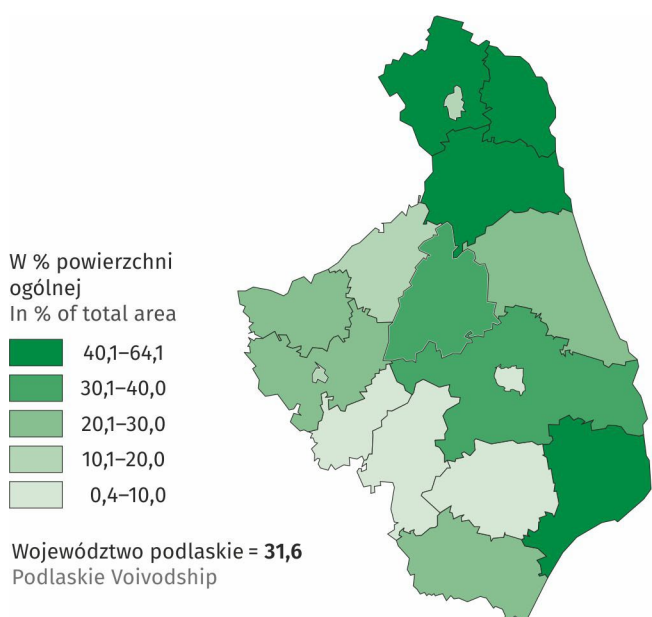 W % powierzchni
ogólnej
In % of total area
40,1–64,1
30,1–40,0
20,1–30,0
10,1–20,0
0,4–10,0
Województwo podlaskie = 31,6
Podlaskie Voivodship